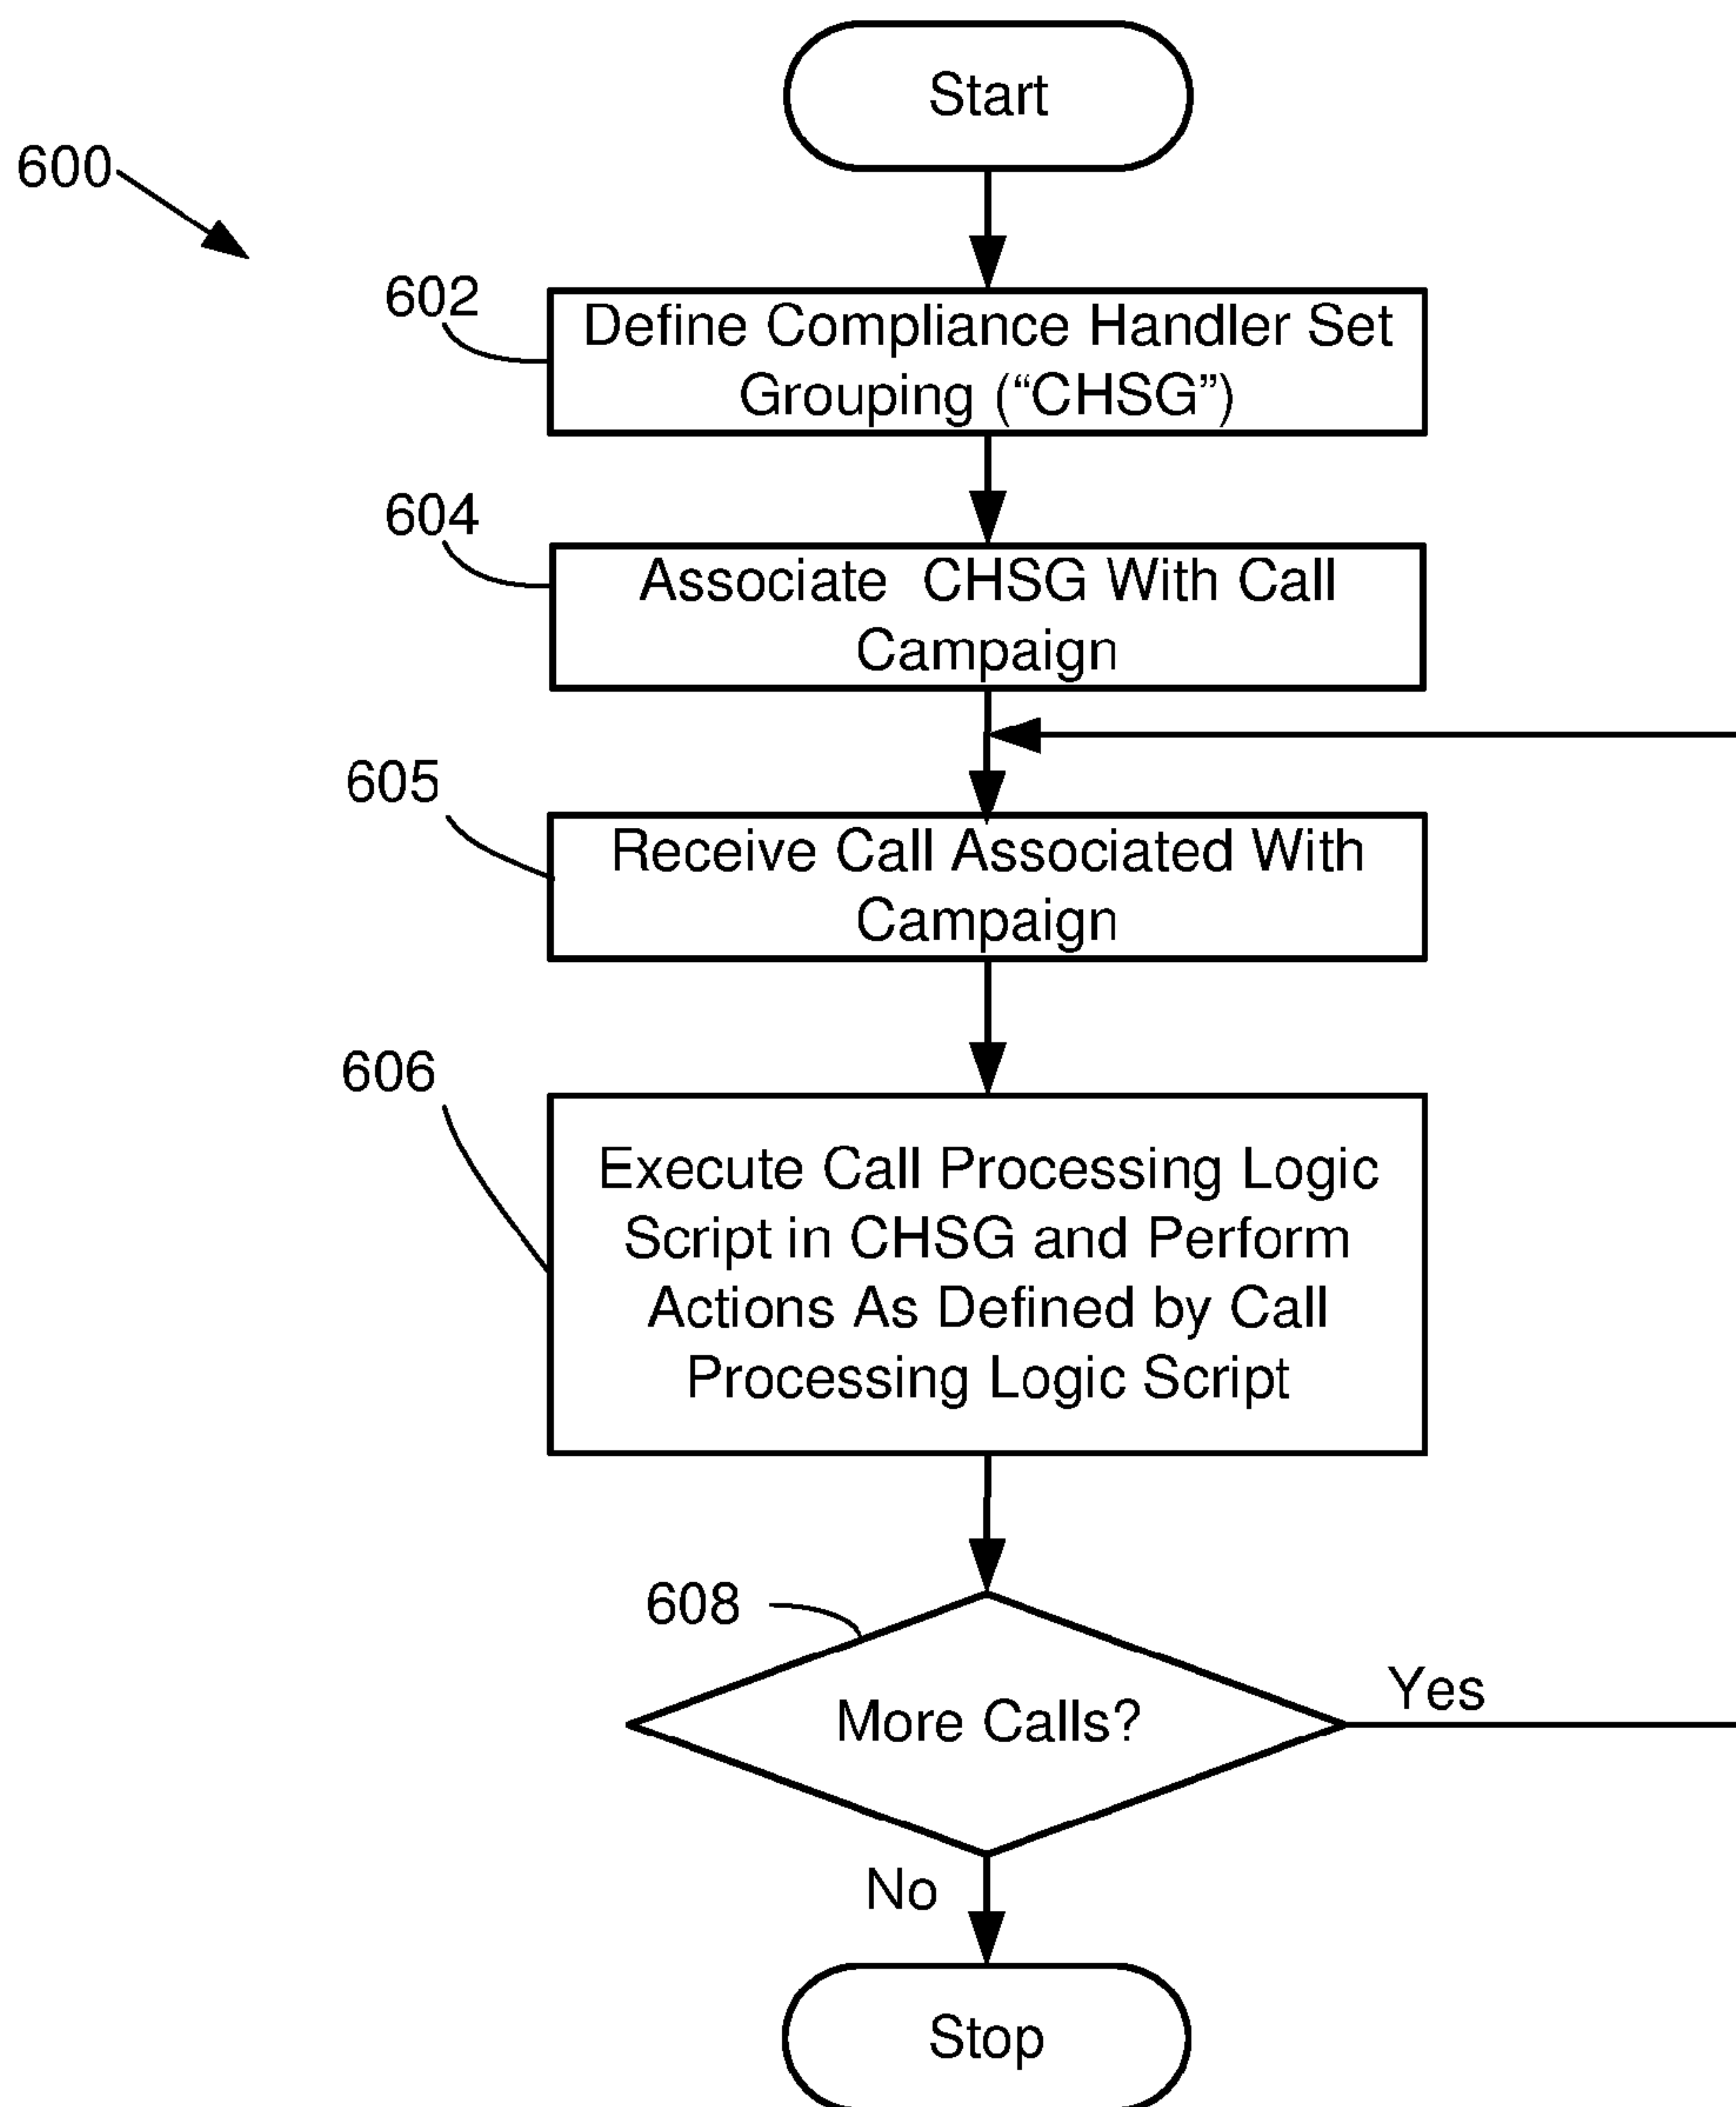 Start
600
602
Define Compliance Handler Set
Grouping (“CHSG”)
604
Associate CHSG With Call
Campaign
605
Receive Call Associated With
Campaign
606
Execute Call Processing Logic
Script in CHSG and Perform
Actions As Defined by Call
Processing Logic Script
608
More Calls?
Yes
No
Stop